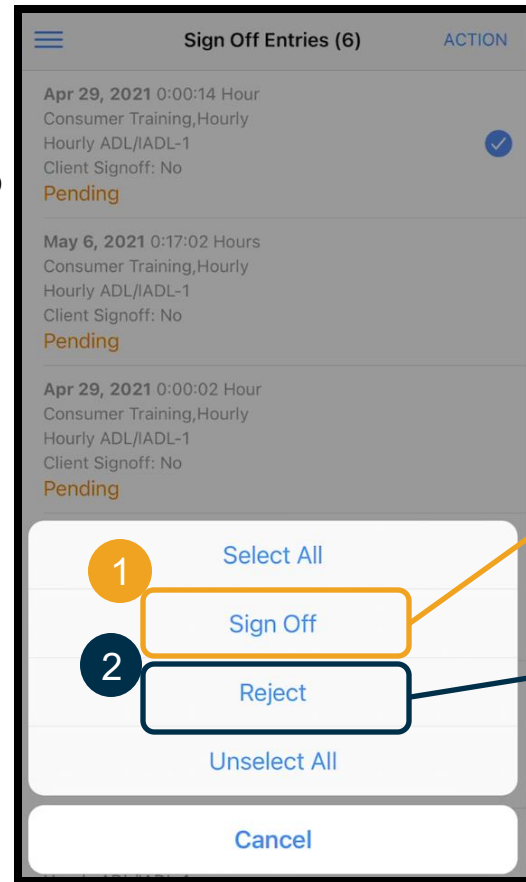 Sign Off Entries (6) ACTION
Apr 29, 2021 0:00:14 Hour
Consumer Training,Hourly
Hourly ADL/IADL-1
Client Signoff: No
Pending
May 6, 2021 0:17:02 Hours
Consumer Training,Hourly
Hourly ADL/IADL-1
Client Signoff: No
Pending
Apr 29, 2021 0:00:02 Hour
Consumer Training,Hourly
Hourly ADL/IADL-1
Client Signoff: No
Pending
Select All
1
Sign Off
2
Reject
Unselect All
Cancel